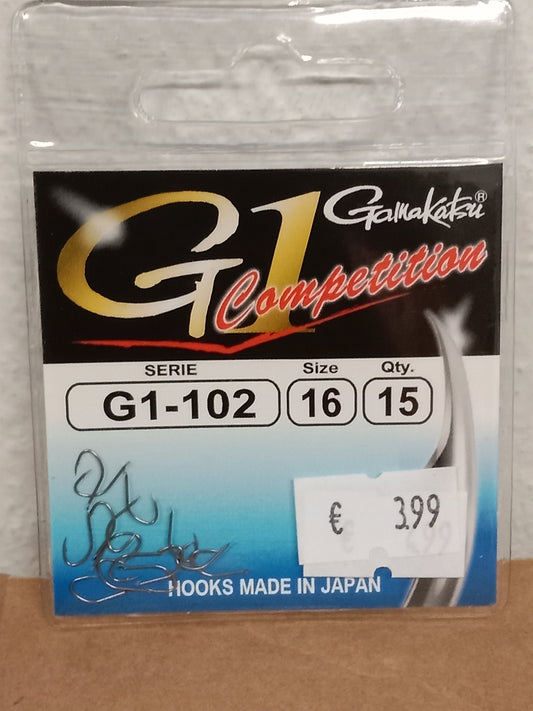 Gamakatsu®
G1
Competition
SERIE Size Qty.
G1-102 16 15
€ 3.99
HOOKS MADE IN JAPAN